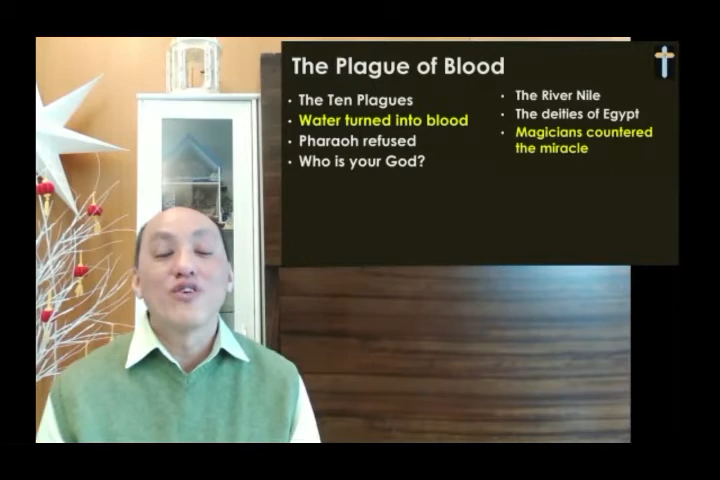 The Plague of Blood
• The Ten Plagues
• Water turned into blood
• Pharaoh refused
• Who is your God?
• The River Nile
• The deities of Egypt
• Magicians countered
the miracle